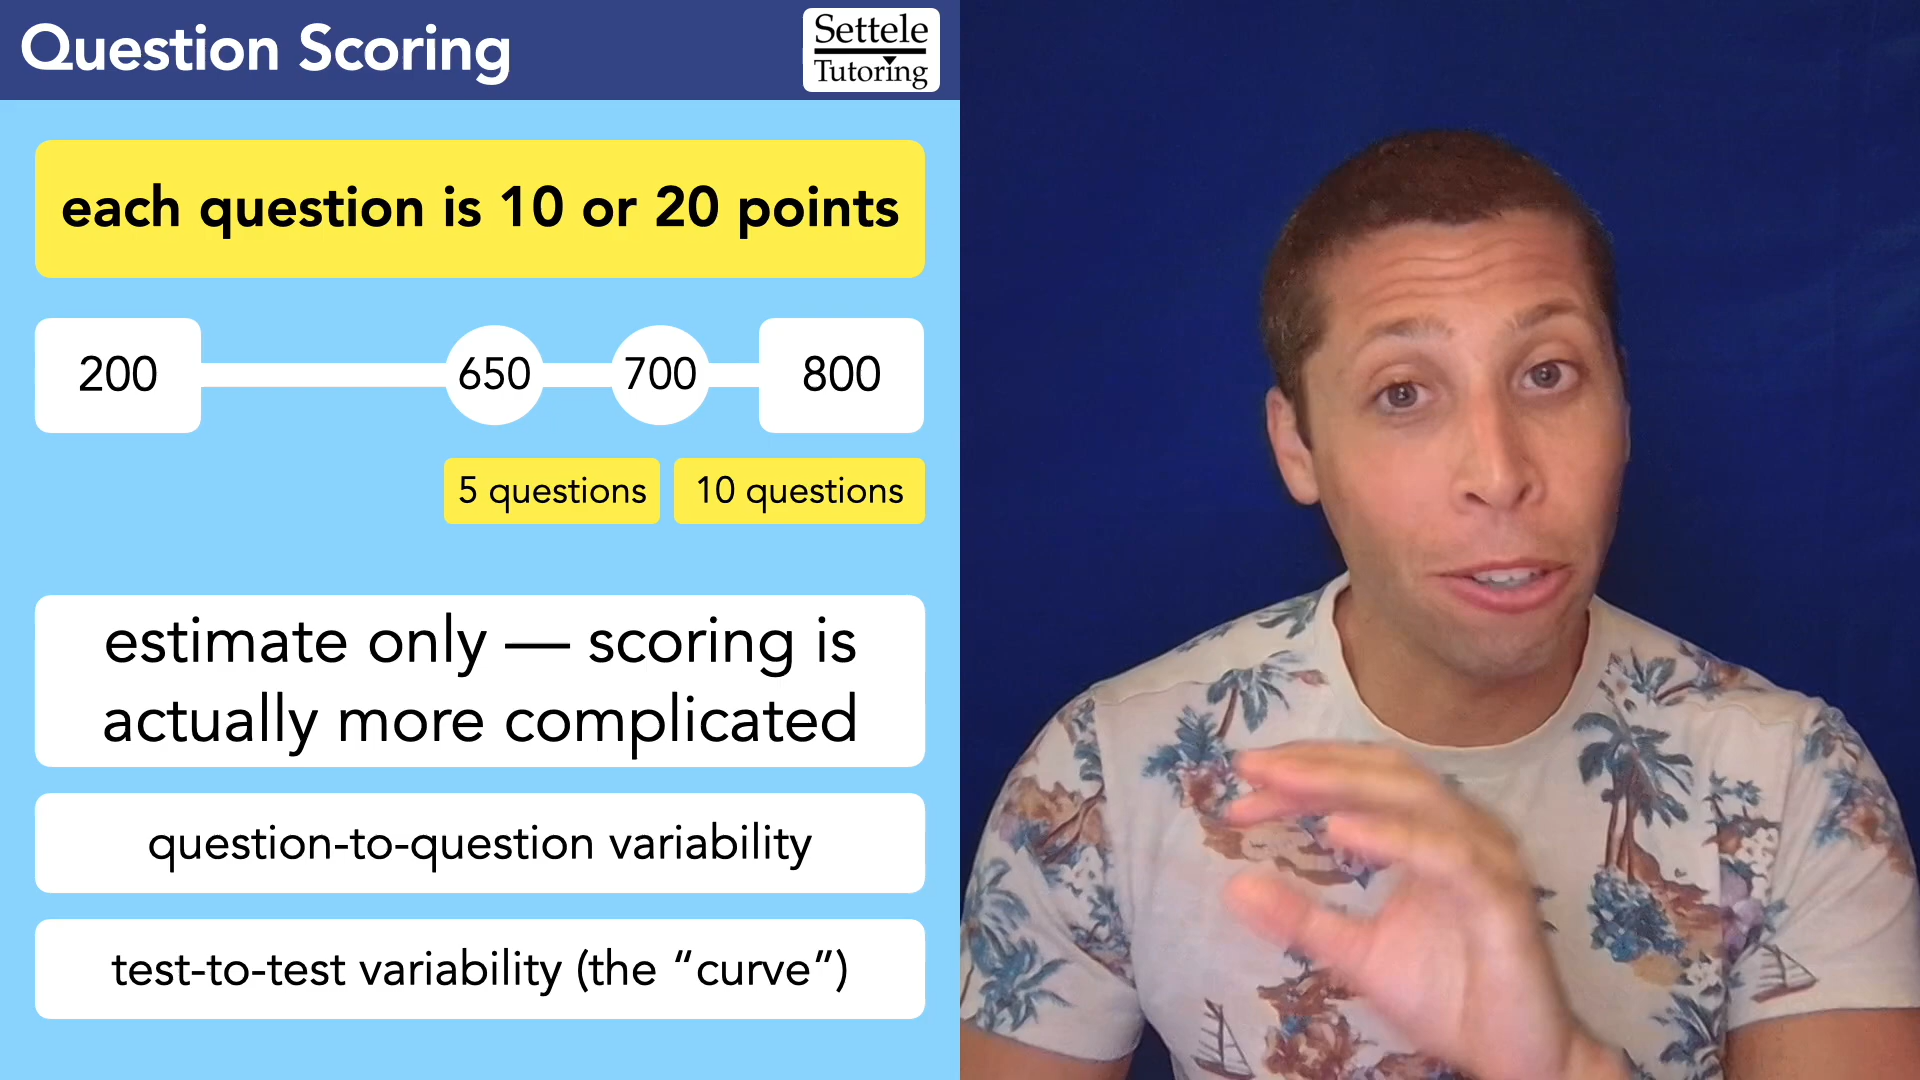 Question Scoring
Settele
Tutoring
each question is 10 or 20 points
200
650
700
800
5 questions
10 questions
estimate only — scoring is
actually more complicated
question-to-question variability
test-to-test variability (the “curve”)